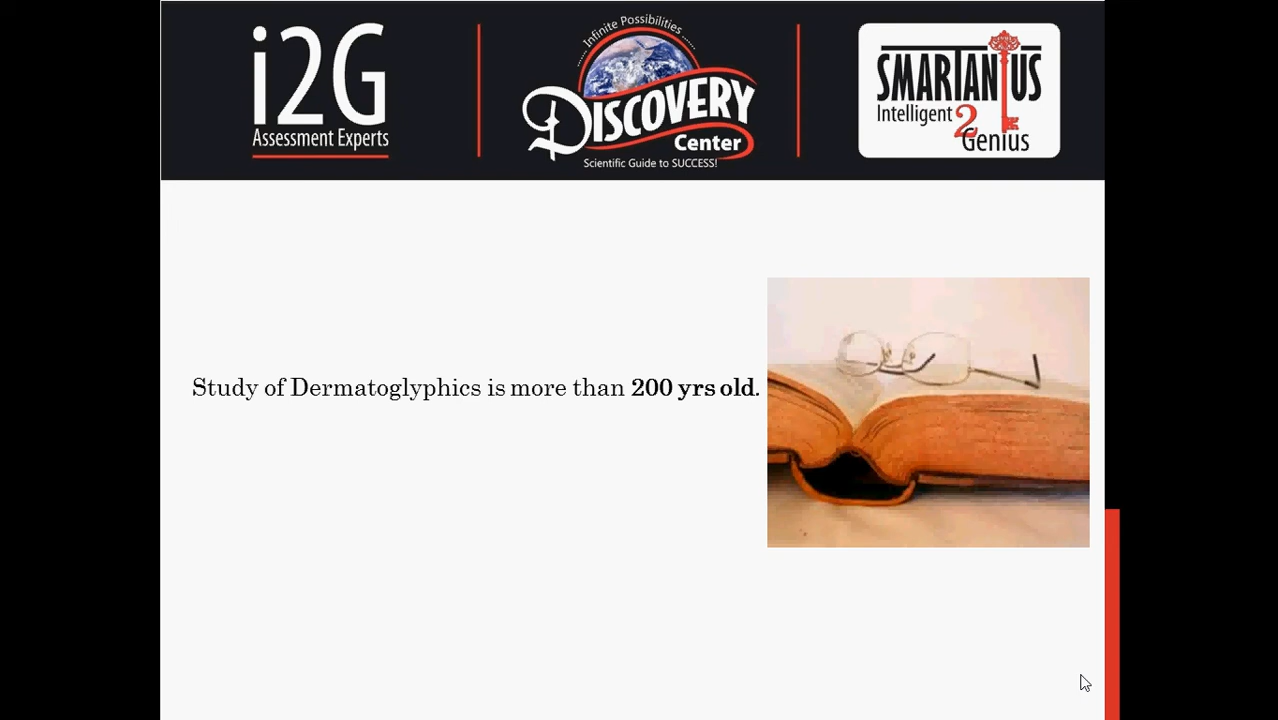 i2G
Assessment Experts
Infinite Possibilities
DISCOVERY
Center
Scientific Guide to SUCCESS!
SMARTANIUS
Intelligent 2 Genius
Study of Dermatoglyphics is more than 200 yrs old.